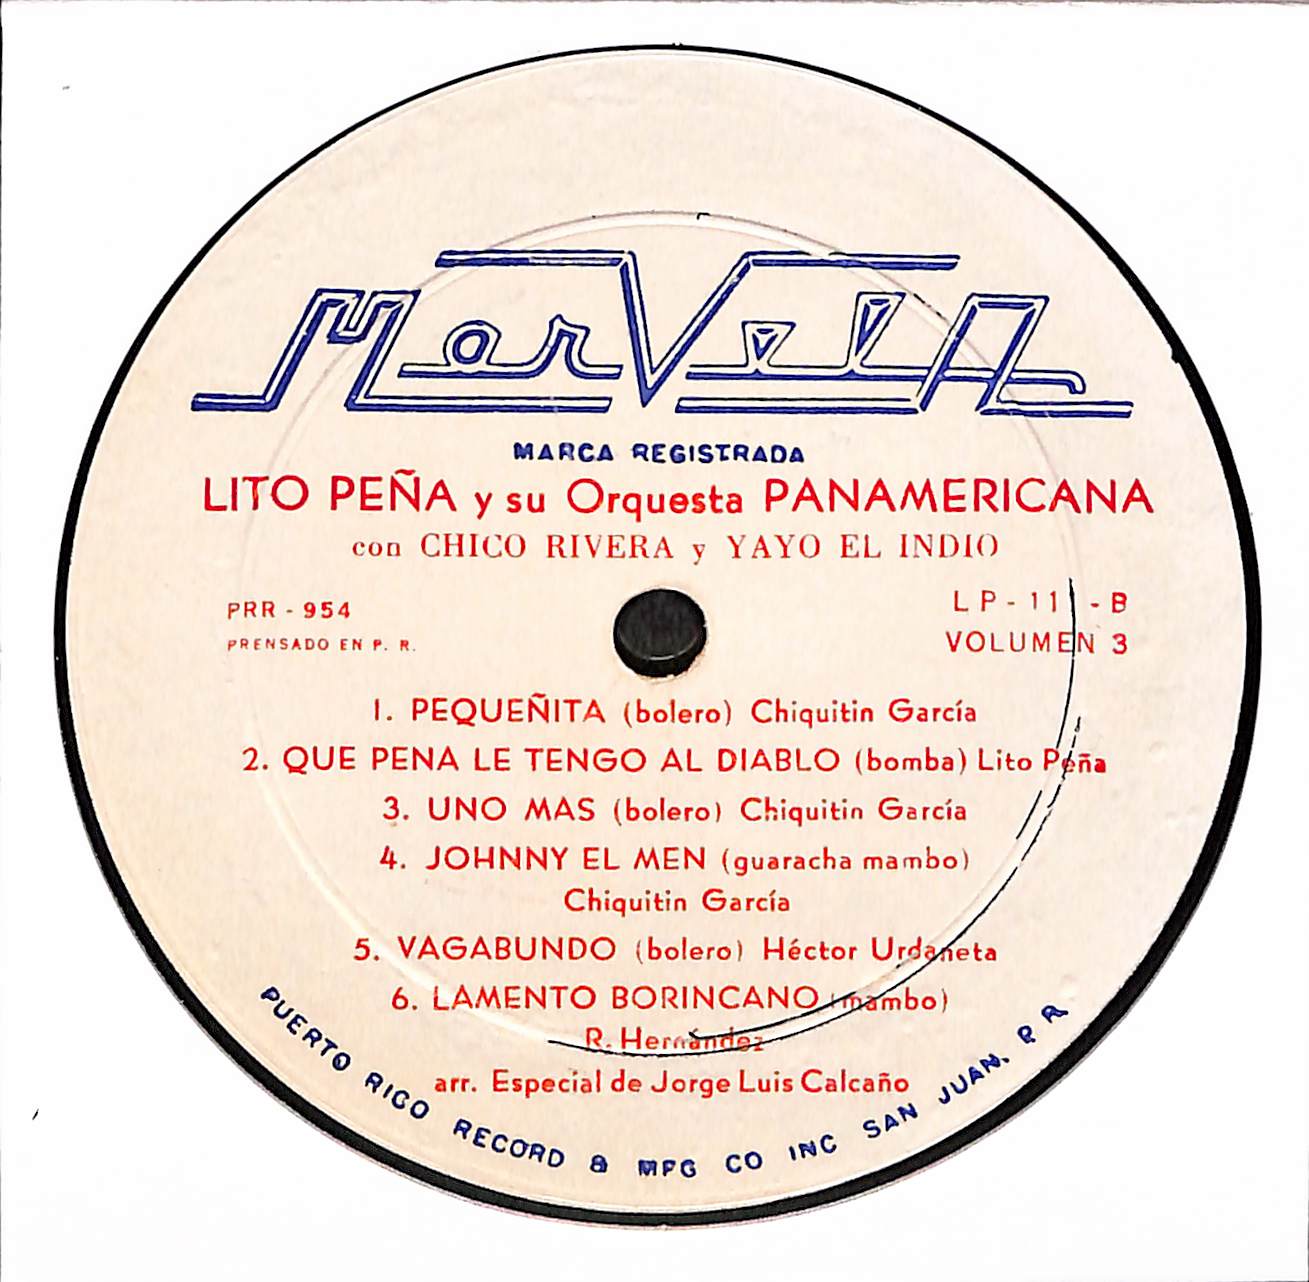 MarVela
MARCA REGISTRADA
LITO PEÑA y su Orquesta PANAMERICANA
con CHICO RIVERA y YAYO EL INDIO
PRR - 954
PRENSADO EN P. R.
LP - 11 - B
VOLUMEN 3
1. PEQUEÑITA (bolero) Chiquitin García
2. QUE PENA LE TENGO AL DIABLO (bomba) Lito Peña
3. UNO MAS (bolero) Chiquitin García
4. JOHNNY EL MEN (guaracha mambo)
Chiquitin García
5. VAGABUNDO (bolero) Héctor Urdaneta
6. LAMENTO BORINCANO (mambo)
R. Hernández
arr. Especial de Jorge Luis Calcaño
PUERTO RICO RECORD & MFG CO INC SAN JUAN. P R